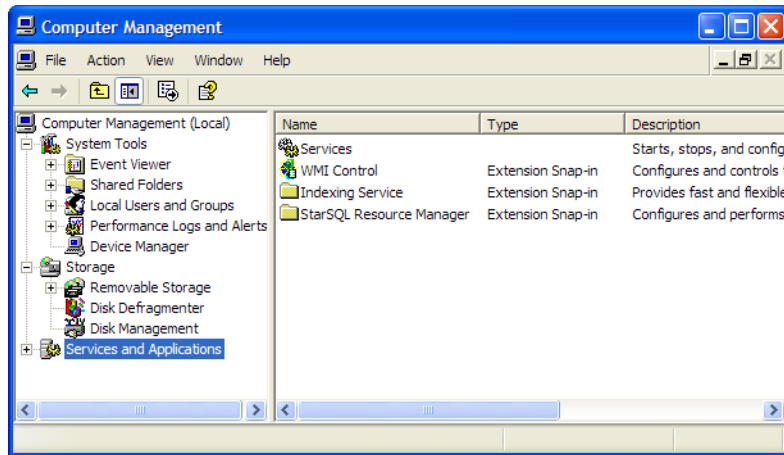 Computer Management
File Action View Window Help
Computer Management (Local)
System Tools
Event Viewer
Shared Folders
Local Users and Groups
Performance Logs and Alerts
Device Manager
Storage
Removable Storage
Disk Defragmenter
Disk Management
Services and Applications
Name Type Description
Services Starts, stops, and config
WMI Control Extension Snap-in Configures and controls
Indexing Service Extension Snap-in Provides fast and flexible
StarSQL Resource Manager Extension Snap-in Configures and performs